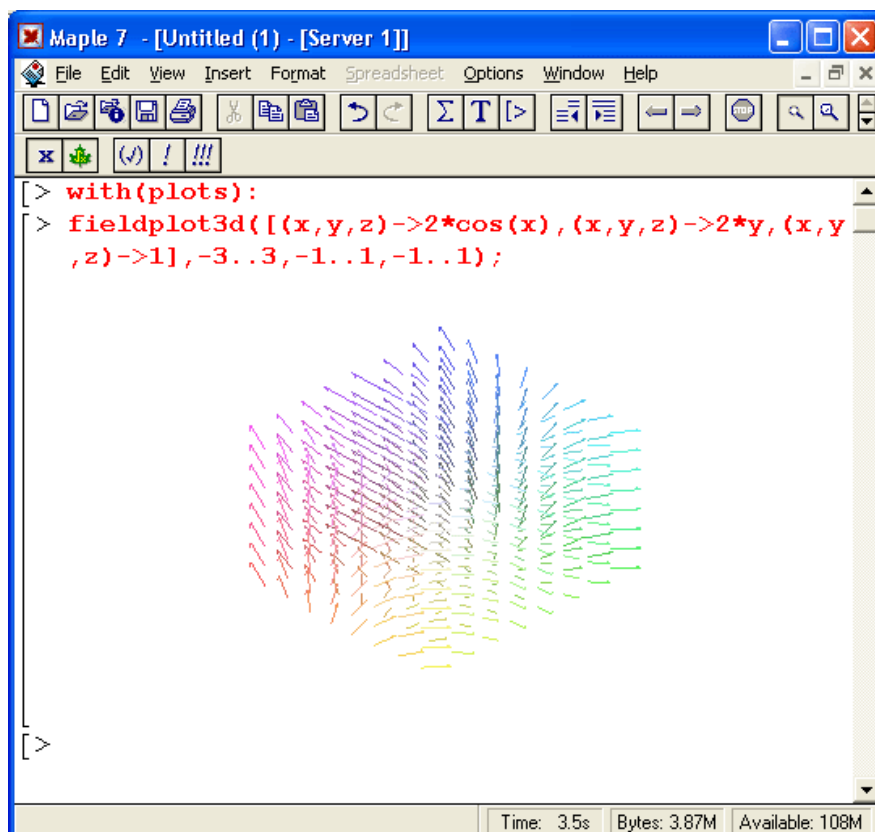 Maple 7 - [Untitled (1) - [Server 1]]
File Edit View Insert Format Spreadsheet Options Window Help
Σ T [>
STOP
x (√) ! !!!
[> with(plots):
[> fieldplot3d([(x,y,z)->2*cos(x),(x,y,z)->2*y,(x,y
,z)->1],-3..3,-1..1,-1..1);
[>
Time: 3.5s Bytes: 3.87M Available: 108M